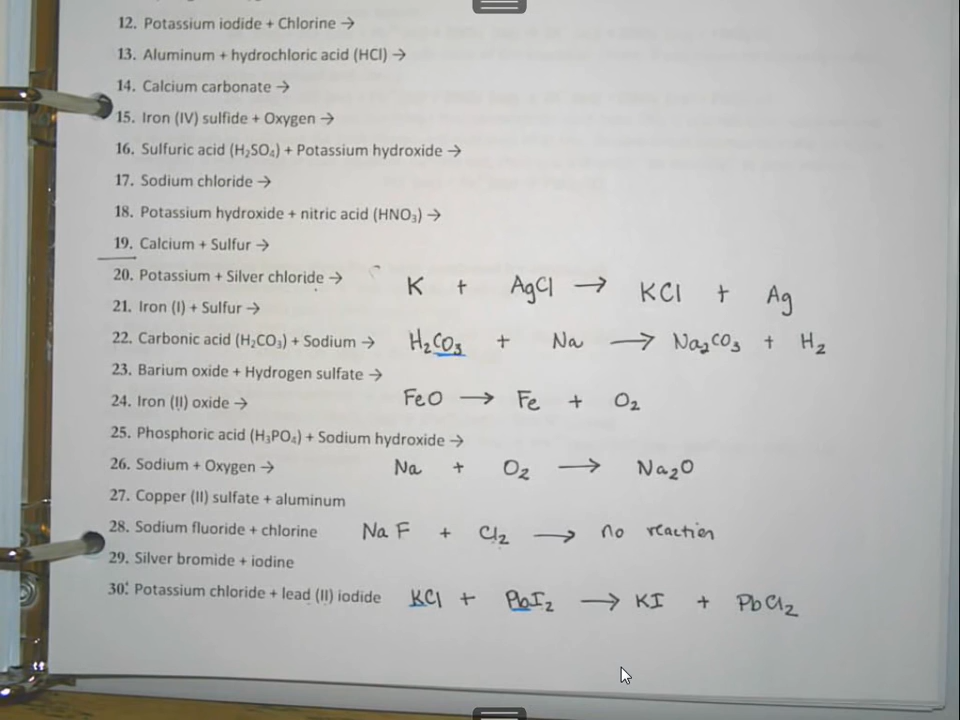 12. Potassium iodide + Chlorine →
13. Aluminum + hydrochloric acid (HCl) →
14. Calcium carbonate →
15. Iron (IV) sulfide + Oxygen →
16. Sulfuric acid (H₂SO₄) + Potassium hydroxide →
17. Sodium chloride →
18. Potassium hydroxide + nitric acid (HNO₃) →
19. Calcium + Sulfur →
20. Potassium + Silver chloride → K + AgCl → KCl + Ag
21. Iron (I) + Sulfur →
22. Carbonic acid (H₂CO₃) + Sodium → H₂CO₃ + Na → Na₂CO₃ + H₂
23. Barium oxide + Hydrogen sulfate →
24. Iron (II) oxide → FeO → Fe + O₂
25. Phosphoric acid (H₃PO₄) + Sodium hydroxide →
26. Sodium + Oxygen → Na + O₂ → Na₂O
27. Copper (II) sulfate + aluminum
28. Sodium fluoride + chlorine NaF + Cl₂ → no reaction
29. Silver bromide + iodine
30. Potassium chloride + lead (II) iodide KCl + PbI₂ → KI + PbCl₂